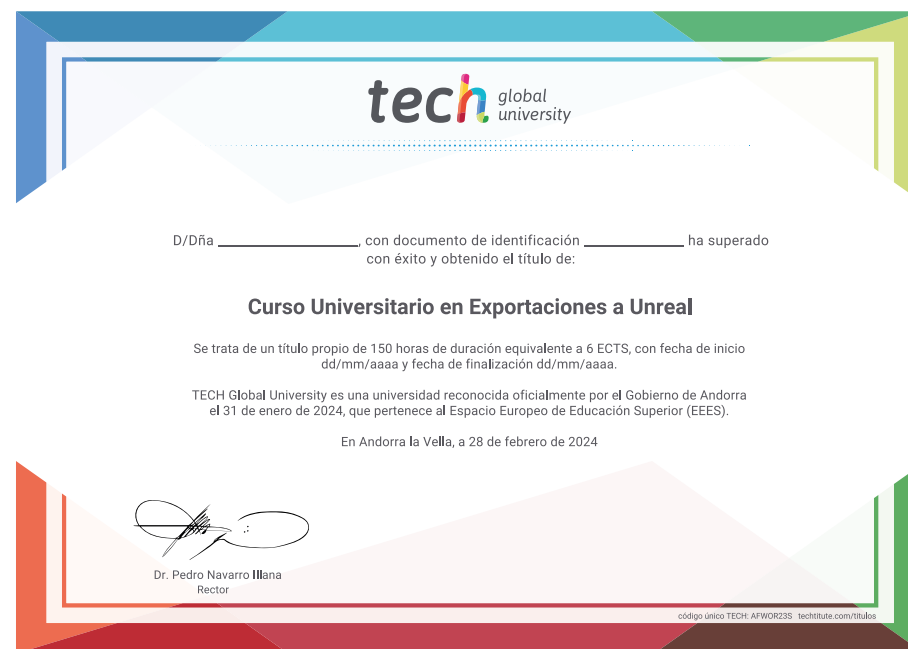 tech global university
D/Dña ____________________, con documento de identificación ______________ ha superado
con éxito y obtenido el título de:
Curso Universitario en Exportaciones a Unreal
Se trata de un título propio de 150 horas de duración equivalente a 6 ECTS, con fecha de inicio
dd/mm/aaaa y fecha de finalización dd/mm/aaaa.
TECH Global University es una universidad reconocida oficialmente por el Gobierno de Andorra
el 31 de enero de 2024, que pertenece al Espacio Europeo de Educación Superior (EEES).
En Andorra la Vella, a 28 de febrero de 2024
Dr. Pedro Navarro Illana
Rector
código único TECH: AFWOR23S techtitute.com/titulos